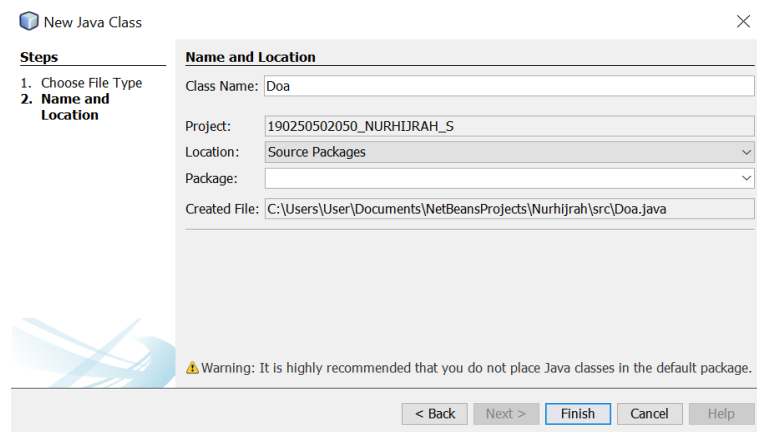 New Java Class
Steps
1. Choose File Type
2. Name and
Location
Name and Location
Class Name: Doa
Project: 190250502050_NURHIJRAH_S
Location: Source Packages
Package:
Created File: C:\Users\User\Documents\NetBeansProjects\Nurhijrah\src\Doa.java
Warning: It is highly recommended that you do not place Java classes in the default package.
< Back Next > Finish Cancel Help